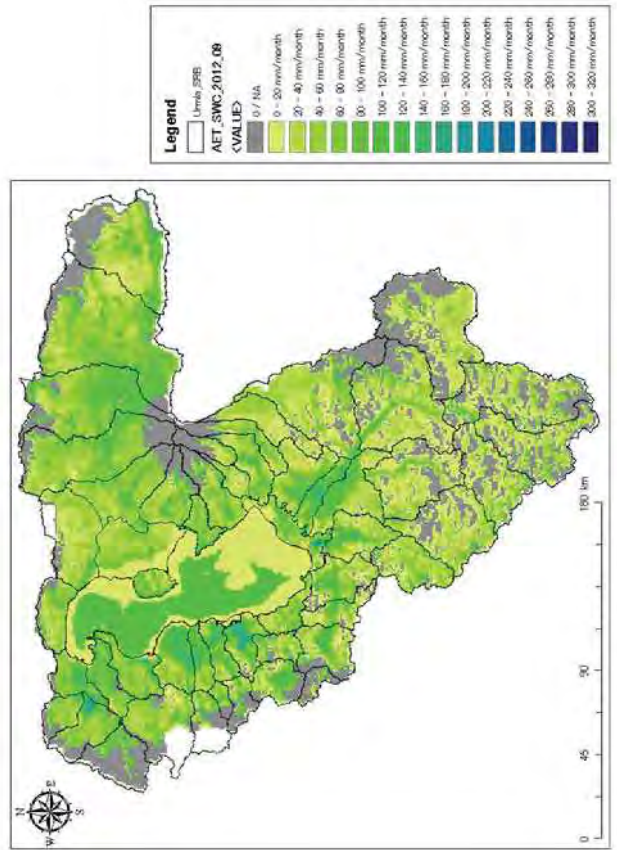 N
W
E
S
0
45
90
180 km
Legend
Urmia_SRB
AET_SWC_2012_09
<VALUE>
0 / NA
0 - 20 mm/month
20 - 40 mm/month
40 - 60 mm/month
60 - 80 mm/month
80 - 100 mm/month
100 - 120 mm/month
120 - 140 mm/month
140 - 160 mm/month
160 - 180 mm/month
180 - 200 mm/month
200 - 220 mm/month
220 - 240 mm/month
240 - 260 mm/month
260 - 280 mm/month
280 - 300 mm/month
300 - 320 mm/month